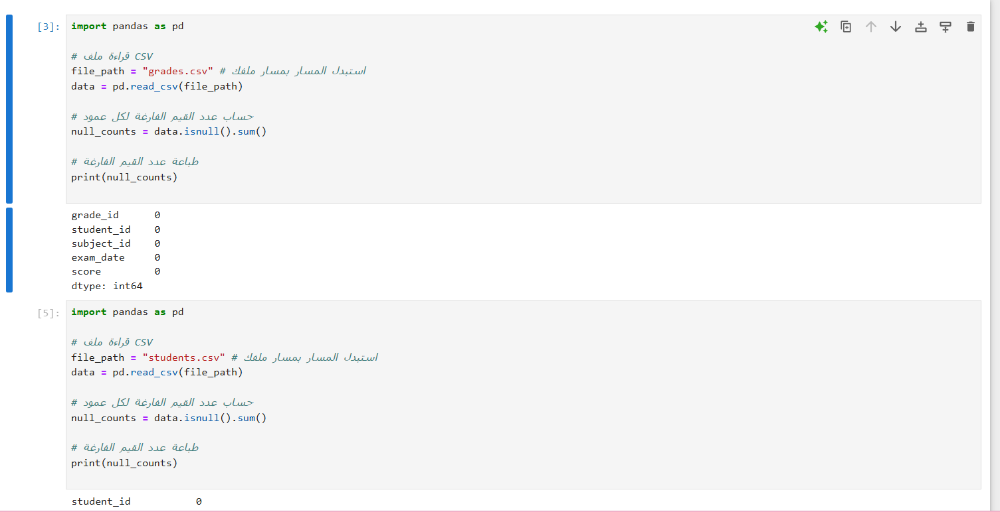 [3]:
import pandas as pd
# قراءة ملف CSV
file_path = "grades.csv" # استبدل المسار بمسار ملفك
data = pd.read_csv(file_path)
# حساب عدد القيم الفارغة لكل عمود
null_counts = data.isnull().sum()
# طباعة عدد القيم الفارغة
print(null_counts)
grade_id 0
student_id 0
subject_id 0
exam_date 0
score 0
dtype: int64
[5]:
import pandas as pd
# قراءة ملف CSV
file_path = "students.csv" # استبدل المسار بمسار ملفك
data = pd.read_csv(file_path)
# حساب عدد القيم الفارغة لكل عمود
null_counts = data.isnull().sum()
# طباعة عدد القيم الفارغة
print(null_counts)
student_id 0